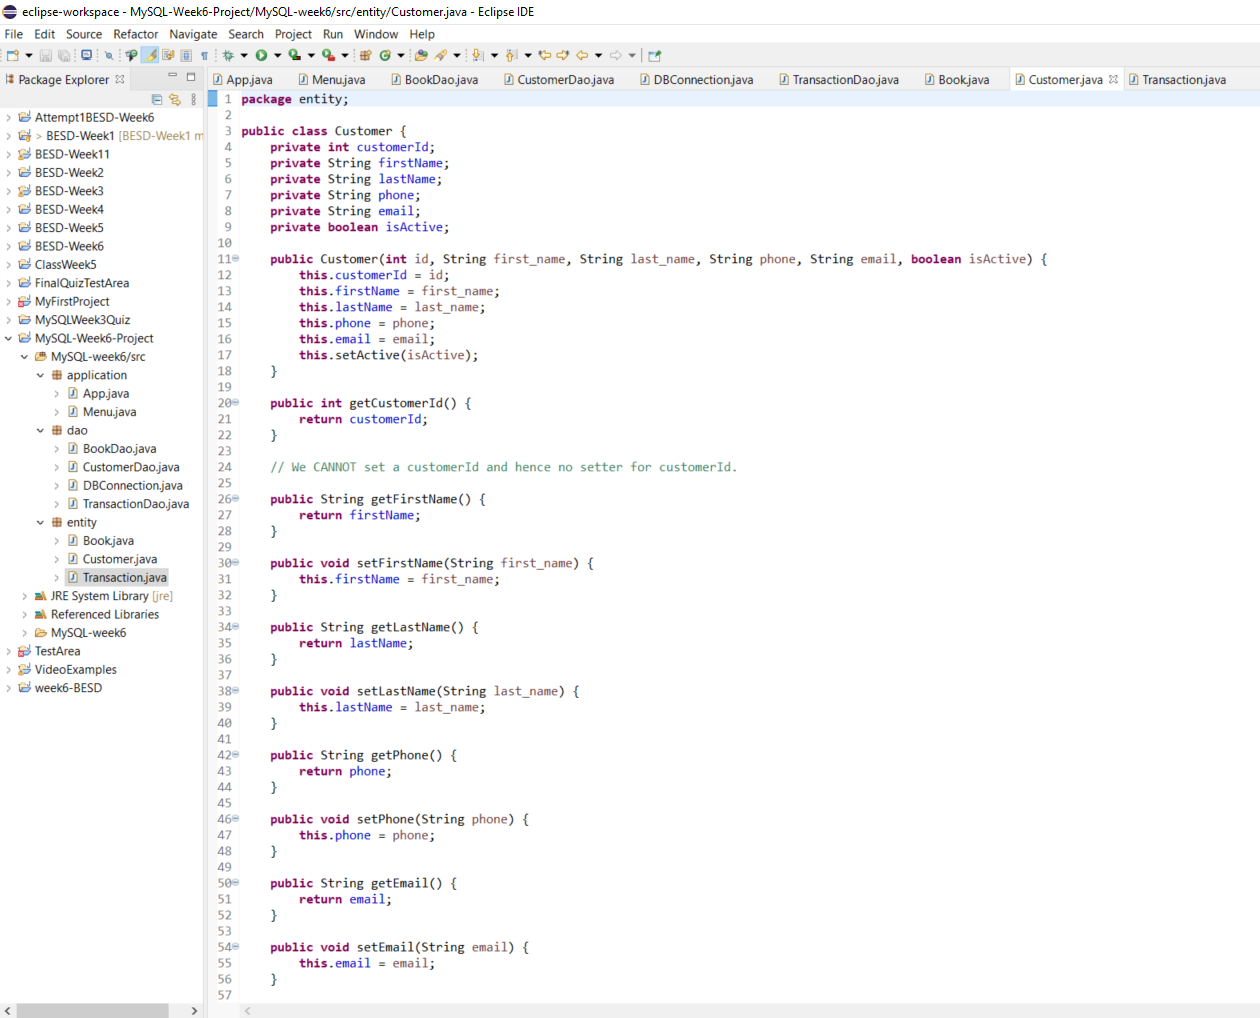 eclipse-workspace - MySQL-Week6-Project/MySQL-week6/src/entity/Customer.java - Eclipse IDE
File Edit Source Refactor Navigate Search Project Run Window Help
Package Explorer
App.java Menu.java BookDao.java CustomerDao.java DBConnection.java TransactionDao.java Book.java Customer.java Transaction.java
Attempt1BESD-Week6
> BESD-Week1 [BESD-Week1 m
BESD-Week11
BESD-Week2
BESD-Week3
BESD-Week4
BESD-Week5
BESD-Week6
ClassWeek5
FinalQuizTestArea
MyFirstProject
MySQLWeek3Quiz
MySQL-Week6-Project
MySQL-week6/src
application
App.java
Menu.java
dao
BookDao.java
CustomerDao.java
DBConnection.java
TransactionDao.java
entity
Book.java
Customer.java
Transaction.java
JRE System Library [jre]
Referenced Libraries
MySQL-week6
TestArea
VideoExamples
week6-BESD
1 package entity;
2
3 public class Customer {
4 private int customerId;
5 private String firstName;
6 private String lastName;
7 private String phone;
8 private String email;
9 private boolean isActive;
10
11 public Customer(int id, String first_name, String last_name, String phone, String email, boolean isActive) {
12 this.customerId = id;
13 this.firstName = first_name;
14 this.lastName = last_name;
15 this.phone = phone;
16 this.email = email;
17 this.setActive(isActive);
18 }
19
20 public int getCustomerId() {
21 return customerId;
22 }
23
24 // We CANNOT set a customerId and hence no setter for customerId.
25
26 public String getFirstName() {
27 return firstName;
28 }
29
30 public void setFirstName(String first_name) {
31 this.firstName = first_name;
32 }
33
34 public String getLastName() {
35 return lastName;
36 }
37
38 public void setLastName(String last_name) {
39 this.lastName = last_name;
40 }
41
42 public String getPhone() {
43 return phone;
44 }
45
46 public void setPhone(String phone) {
47 this.phone = phone;
48 }
49
50 public String getEmail() {
51 return email;
52 }
53
54 public void setEmail(String email) {
55 this.email = email;
56 }
57